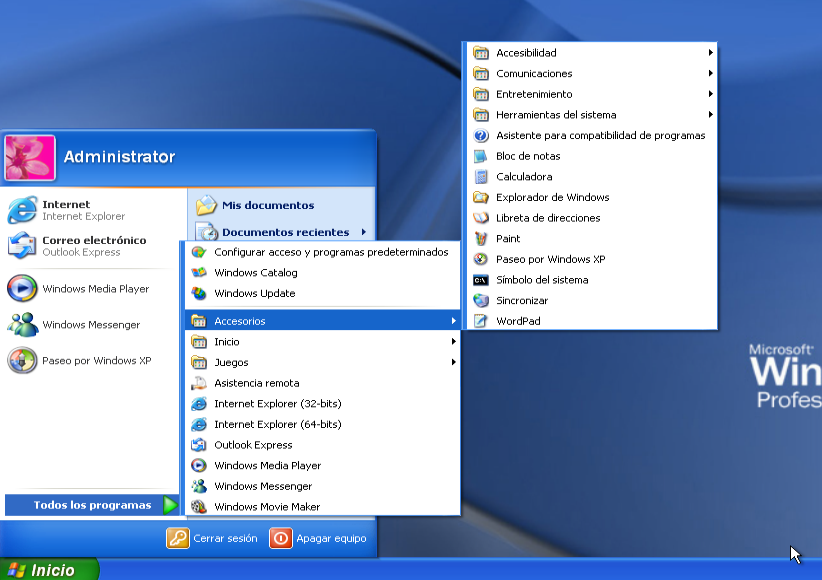 Administrator
Internet
Internet Explorer
Correo electrónico
Outlook Express
Windows Media Player
Windows Messenger
Paseo por Windows XP
Todos los programas
Mis documentos
Documentos recientes
Configurar acceso y programas predeterminados
Windows Catalog
Windows Update
Accesorios
Inicio
Juegos
Asistencia remota
Internet Explorer (32-bits)
Internet Explorer (64-bits)
Outlook Express
Windows Media Player
Windows Messenger
Windows Movie Maker
Accesibilidad
Comunicaciones
Entretenimiento
Herramientas del sistema
Asistente para compatibilidad de programas
Bloc de notas
Calculadora
Explorador de Windows
Libreta de direcciones
Paint
Paseo por Windows XP
Símbolo del sistema
Sincronizar
WordPad
Microsoft
Win
Profes
Cerrar sesión
Apagar equipo
Inicio